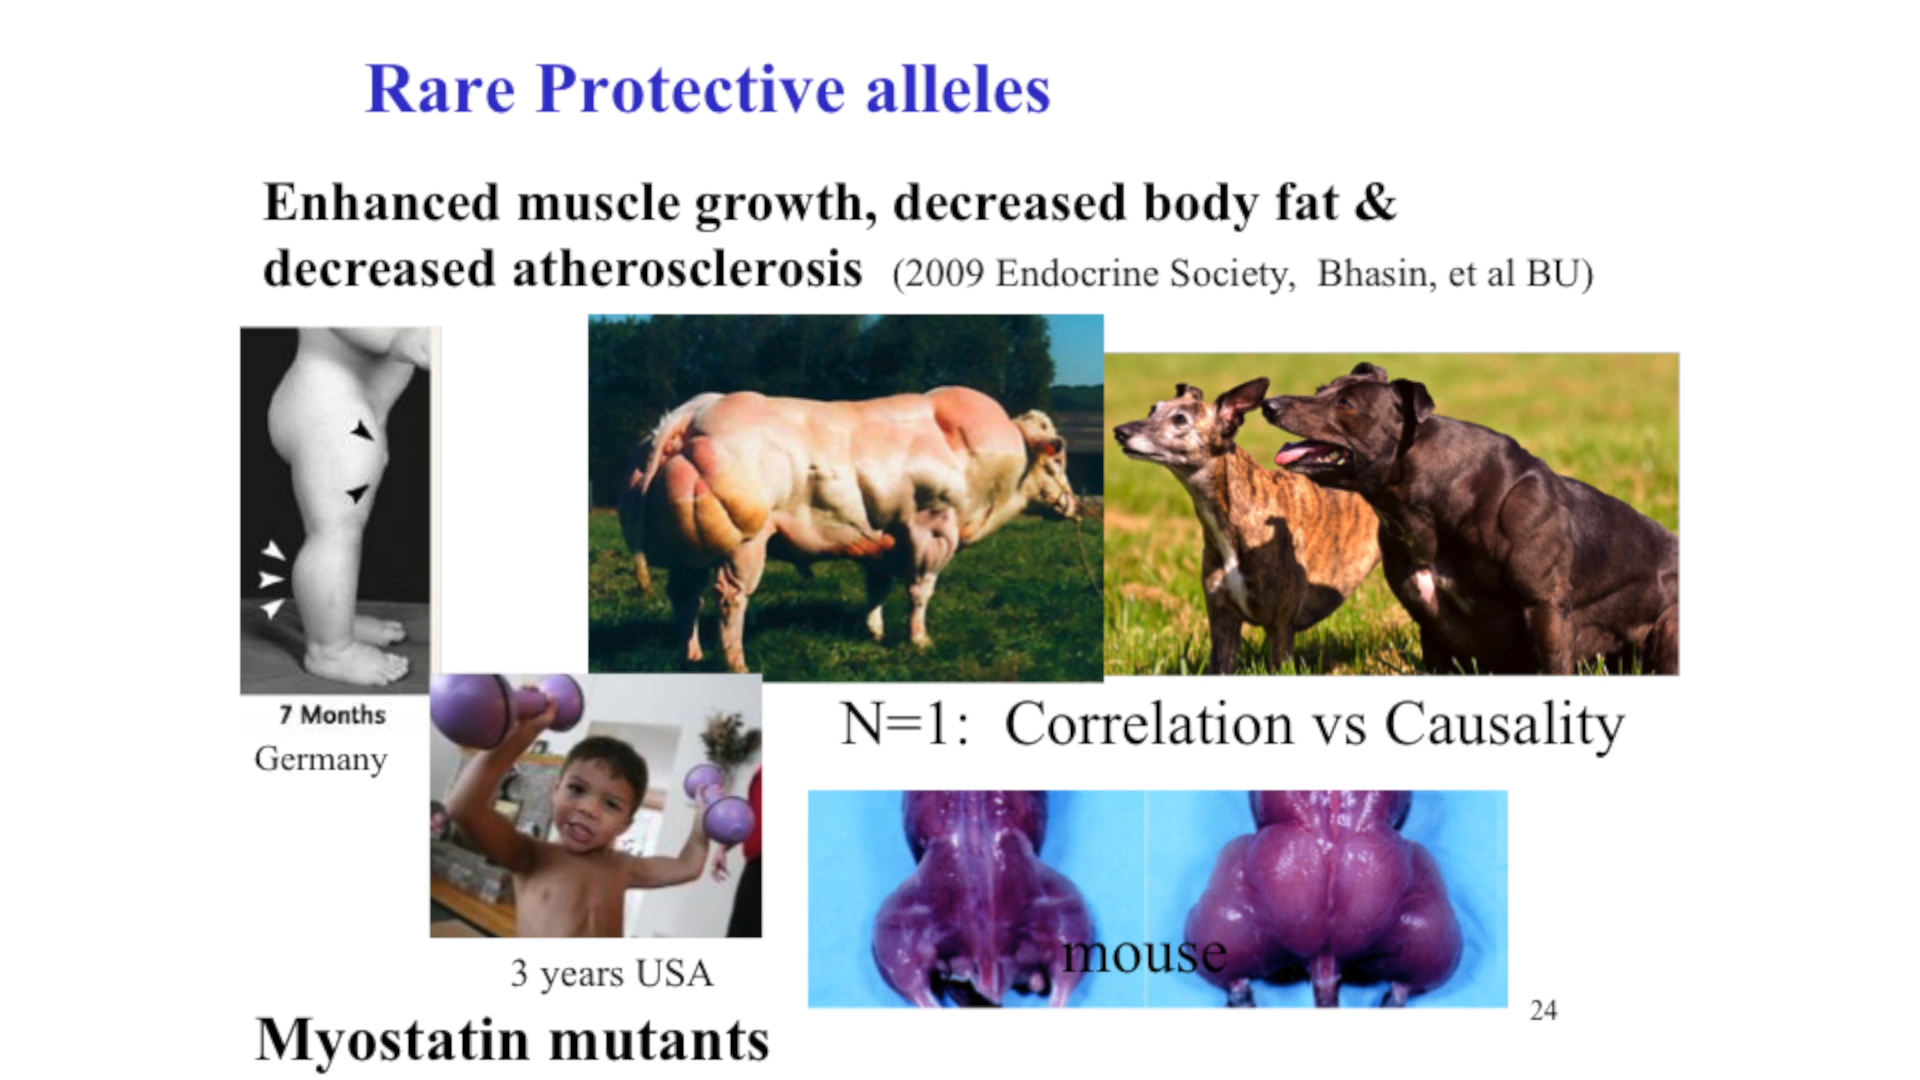 Rare Protective alleles
Enhanced muscle growth, decreased body fat &
decreased atherosclerosis (2009 Endocrine Society, Bhasin, et al BU)
7 Months
Germany
N=1: Correlation vs Causality
mouse
3 years USA
24
Myostatin mutants